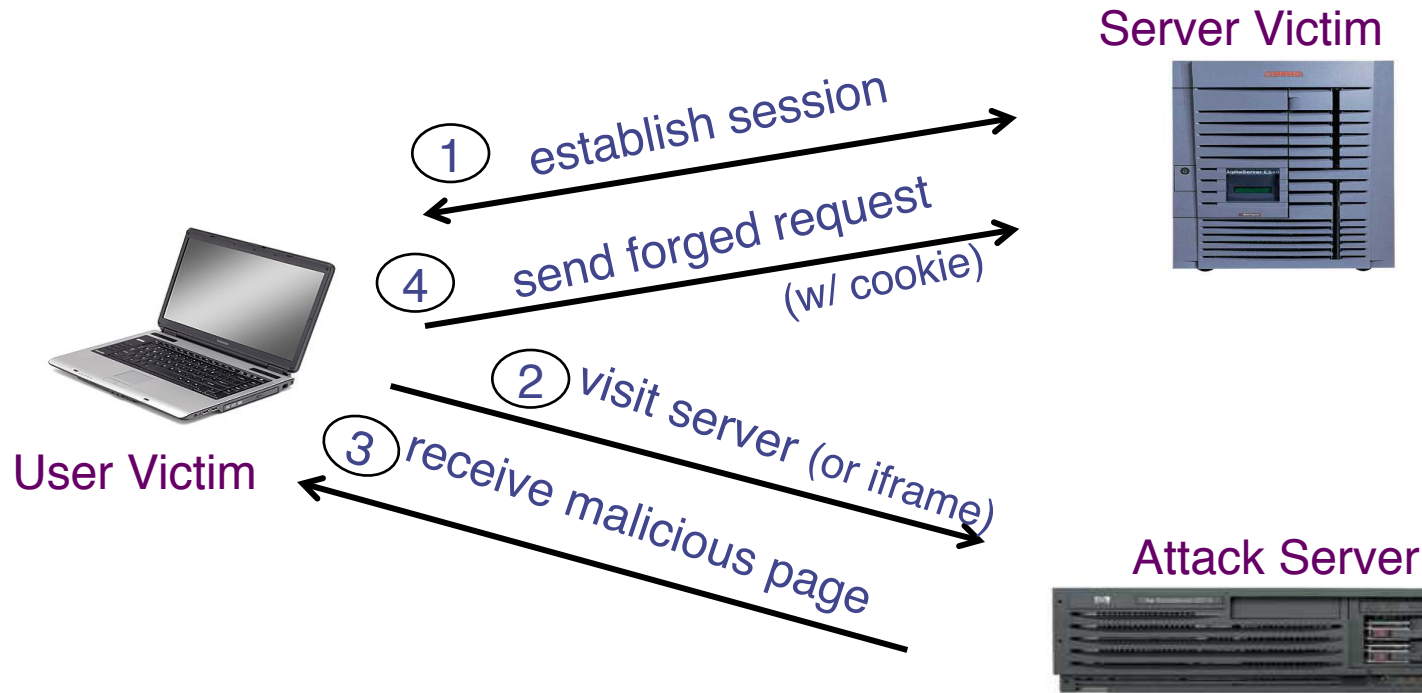 Server Victim
1 establish session
4 send forged request
(w/ cookie)
2 visit server (or iframe)
3 receive malicious page
User Victim
Attack Server